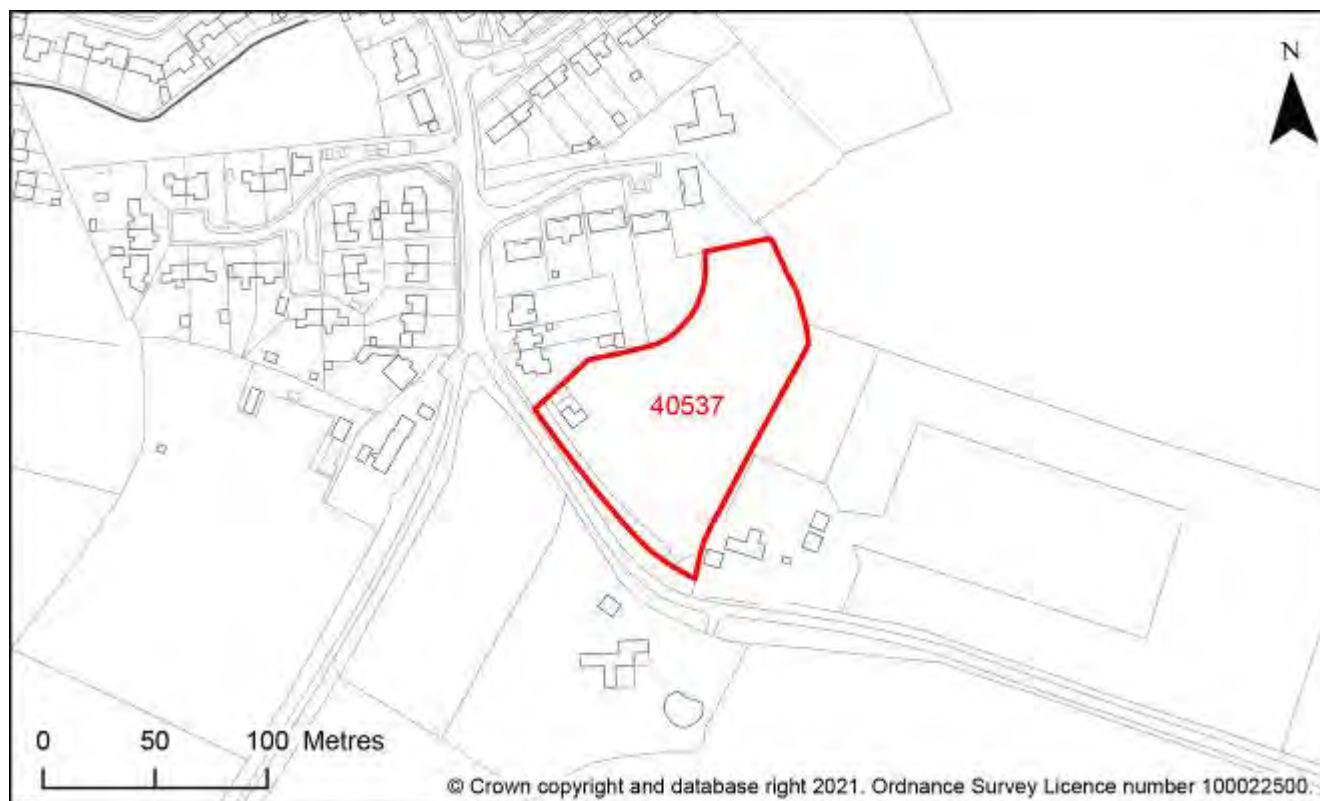 N
40537
0 50 100 Metres
© Crown copyright and database right 2021. Ordnance Survey Licence number 100022500.